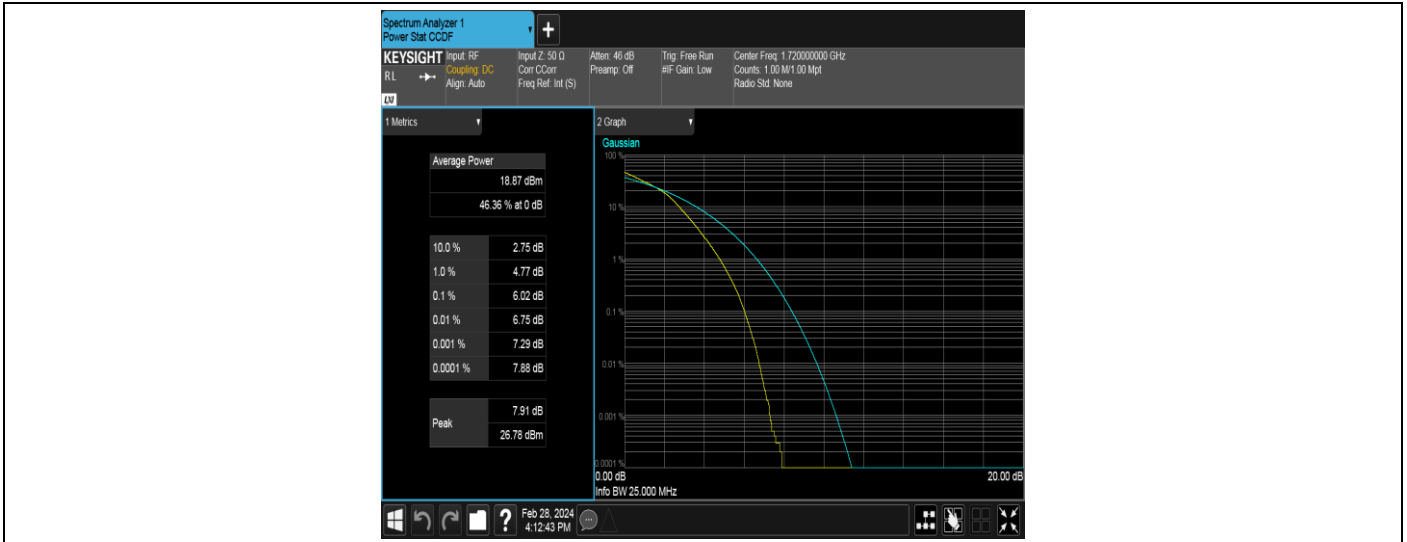 Spectrum Analyzer 1
Power Stat CCDF
+
KEYSIGHT
RL
LXI
Input: RF
Coupling: DC
Align: Auto
Input Z: 50 Ω
Corr CCorr
Freq Ref: Int (S)
Atten: 46 dB
Preamp: Off
Trig: Free Run
#IF Gain: Low
Center Freq: 1.720000000 GHz
Counts: 1.00 M/1.00 Mpt
Radio Std: None
1 Metrics
Average Power
18.87 dBm
46.36 % at 0 dB
10.0 % 2.75 dB
1.0 % 4.77 dB
0.1 % 6.02 dB
0.01 % 6.75 dB
0.001 % 7.29 dB
0.0001 % 7.88 dB
Peak
7.91 dB
26.78 dBm
2 Graph
Gaussian
100 %
10 %
1 %
0.1 %
0.01 %
0.001 %
0.0001 %
0.00 dB 20.00 dB
Info BW 25.000 MHz
?
Feb 28, 2024
4:12:43 PM